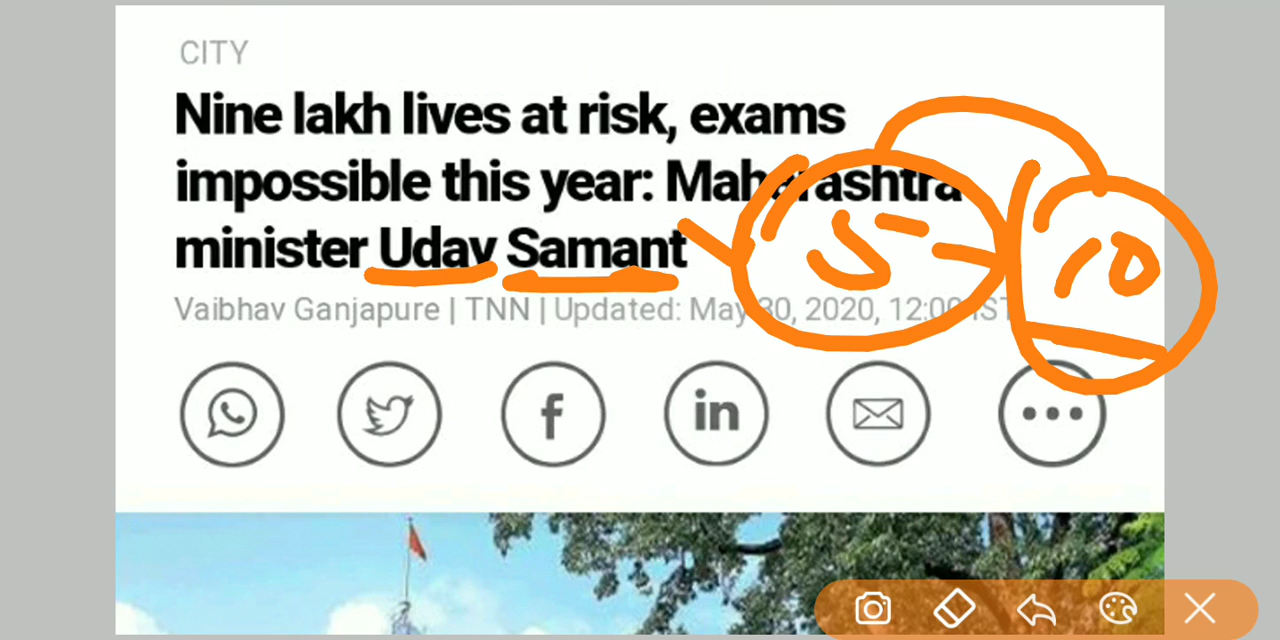 CITY
Nine lakh lives at risk, exams
impossible this year: Maharashtra
minister Uday Samant
5 - 10
Vaibhav Ganjapure | TNN | Updated: May 30, 2020, 12:00 IST